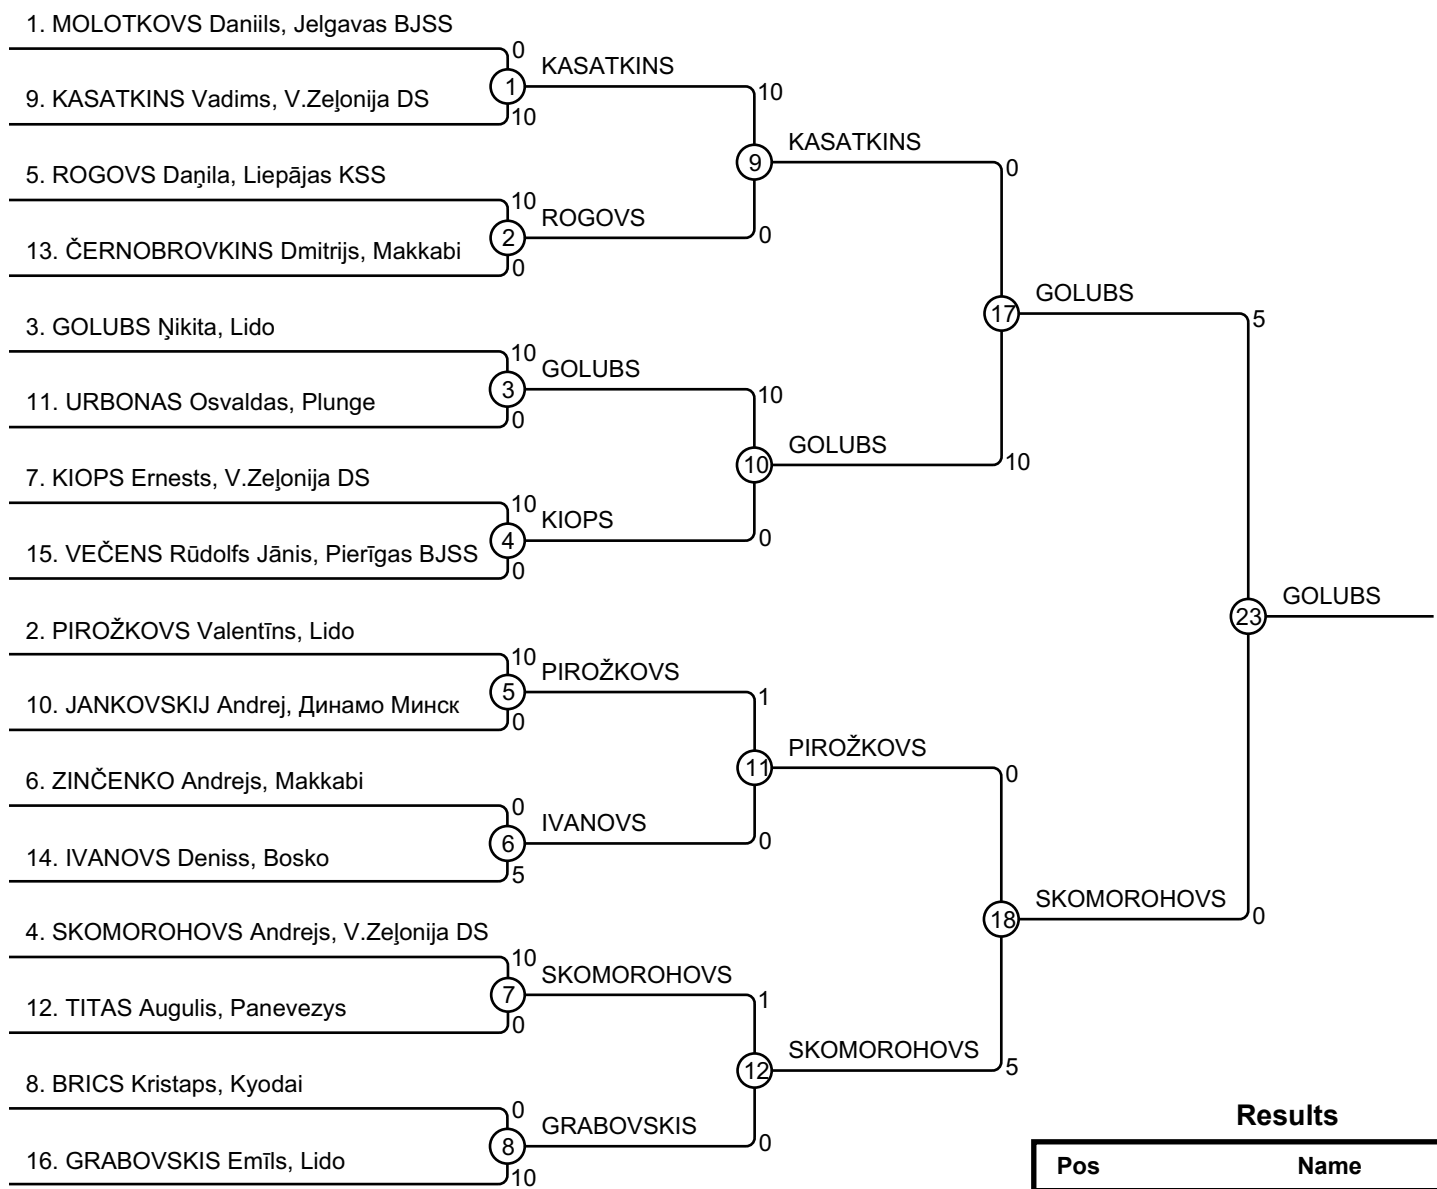 1. MOLOTKOVS Daniils, Jelgavas BJSS
0
KASATKINS
1
10
9. KASATKINS Vadims, V.Zeļonija DS
10
KASATKINS
9
0
5. ROGOVS Daņila, Liepājas KSS
10
ROGOVS
2
0
13. ČERNOBROVKINS Dmitrijs, Makkabi
0
GOLUBS
17
5
3. GOLUBS Ņikita, Lido
10
GOLUBS
3
10
11. URBONAS Osvaldas, Plunge
0
GOLUBS
10
10
7. KIOPS Ernests, V.Zeļonija DS
10
KIOPS
4
0
15. VEČENS Rūdolfs Jānis, Pierīgas BJSS
0
GOLUBS
23
2. PIROŽKOVS Valentīns, Lido
10
PIROŽKOVS
5
1
10. JANKOVSKIJ Andrej, Динамо Минск
0
PIROŽKOVS
11
0
6. ZINČENKO Andrejs, Makkabi
0
IVANOVS
6
0
14. IVANOVS Deniss, Bosko
5
SKOMOROHOVS
18
0
4. SKOMOROHOVS Andrejs, V.Zeļonija DS
10
SKOMOROHOVS
7
1
12. TITAS Augulis, Panevezys
0
SKOMOROHOVS
12
5
8. BRICS Kristaps, Kyodai
0
GRABOVSKIS
8
0
16. GRABOVSKIS Emīls, Lido
10
Results
Pos Name